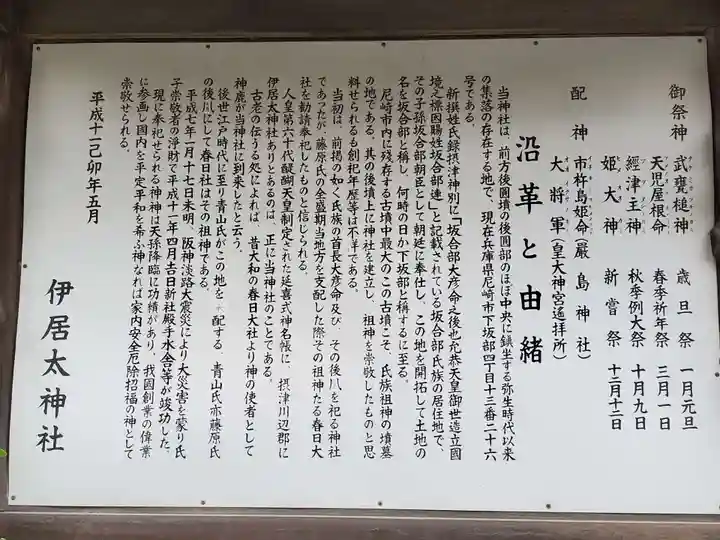 御祭神 武甕槌神 歳旦祭 一月元旦
天児屋根命 春季祈年祭 三月一日
經津主神 秋季例大祭 十月九日
姫大神 新嘗祭 十二月十二日
配神 市杵島姫命(嚴島神社)
大将軍(皇大神宮遥拝所)
沿革と由緒
当神社は、前方後圓墳の後圓部のほぼ中央に鎮坐する弥生時代以来
の集落の存在する地で、現在兵庫県尼崎市下坂部四丁目十三番二十六
号である。
新撰姓氏録摂津神別に「坂合部大彦命之後也允恭天皇御世造立國
境之標因賜姓坂合部連」と記載されている坂合部氏族の居住地で、
その子孫坂合部朝臣として朝廷に奉仕し、この地を開拓して土地の
名を坂合部と稱し、何時の日か下坂部と稱するに至る。
尼崎市内に残存する古墳中最大のこの古墳こそ、氏族祖神の墳墓
の地である。其の後墳上に神社を建立し、祖神を崇敬したものと思
料せられるも創祀年歴等は不詳である。
当初は、前掲の如く氏族の首長大彦命及び、その後凬を祀る神社
であったが、藤原氏の全盛期当地方を支配した際その祖神たる春日大
社を勧請奉祀したものと信じられる。
人皇第六十代醍醐天皇制定された延喜式神名帳に、摂津川辺郡に
伊居太神社ありとあるのは、正に当神社のことである。
古老の伝うる処によれば、昔大和の春日大社より神の使者として
神鹿が当神社に到来したと云う。
後世江戸時代に至り青山氏がこの地を 配する、青山氏亦藤原氏
の後凬にして春日社はその祖神である。
平成七年一月十七日未明、阪神淡路大震災により大災害を蒙り氏
子崇敬者の淨財で平成十一年四月吉日新社殿手水舎等が竣功した。
現に奉祀せられる神神は天孫降臨に功績があり、我國創業の偉業
に参画し國内を平定平和を希ふ神なれば家内安全厄除招福の神として
崇敬せられる。
平成十一己卯年五月
伊居太神社